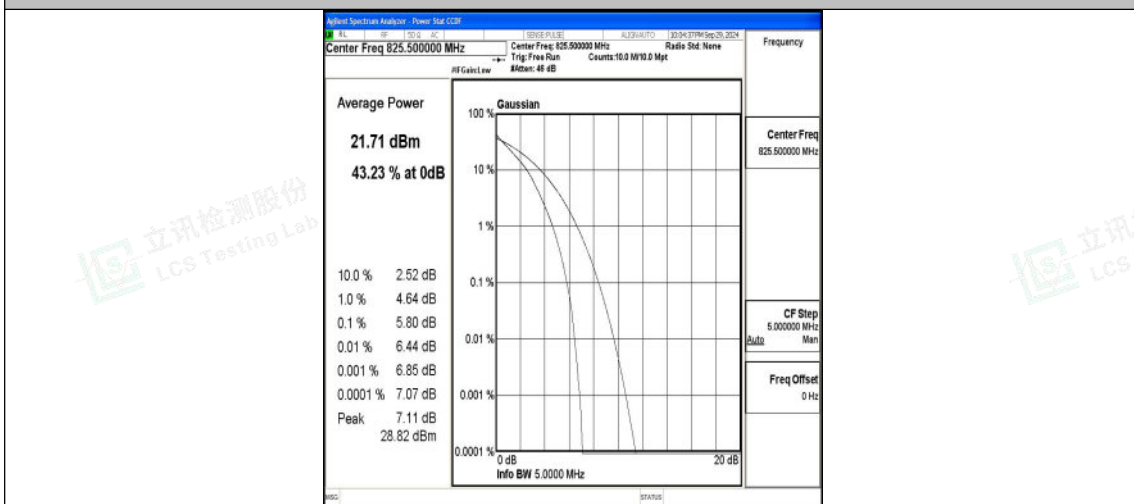 Agilent Spectrum Analyzer - Power Stat CCDF
RL RF 50 Ω AC SENSE:PULSE ALIGNAUTO 10:04:37PM Sep 29, 2024
Center Freq 825.500000 MHz
Center Freq: 825.500000 MHz Radio Std: None
Trig: Free Run Counts:10.0 M/10.0 Mpt
#IFGain:Low #Atten: 46 dB
Frequency
Average Power
21.71 dBm
43.23 % at 0dB
10.0 % 2.52 dB
1.0 % 4.64 dB
0.1 % 5.80 dB
0.01 % 6.44 dB
0.001 % 6.85 dB
0.0001 % 7.07 dB
Peak 7.11 dB
28.82 dBm
Gaussian
100 %
10 %
1 %
0.1 %
0.01 %
0.001 %
0.0001 %
0 dB 20 dB
Info BW 5.0000 MHz
Center Freq
825.500000 MHz
CF Step
5.000000 MHz
Auto Man
Freq Offset
0 Hz
MSG STATUS
立讯检测股份
LCS Testing Lab
立讯
LCS